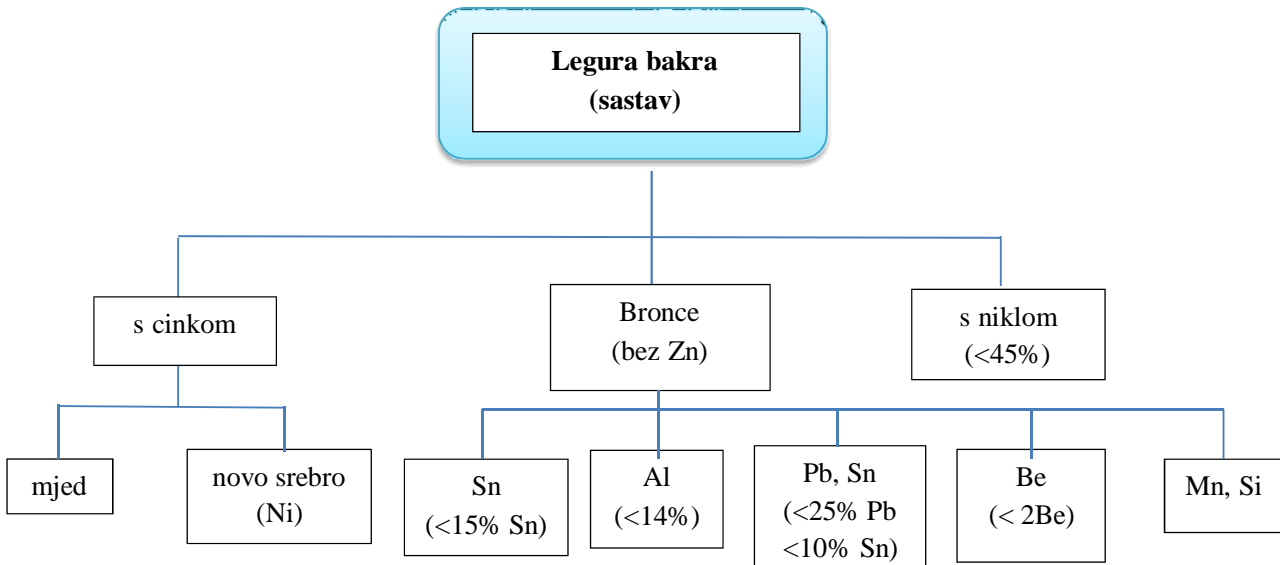 Legura bakra
(sastav)
s cinkom
Bronce
(bez Zn)
s niklom
(<45%)
mjed
novo srebro
(Ni)
Sn
(<15% Sn)
Al
(<14%)
Pb, Sn
(<25% Pb
<10% Sn)
Be
(< 2Be)
Mn, Si